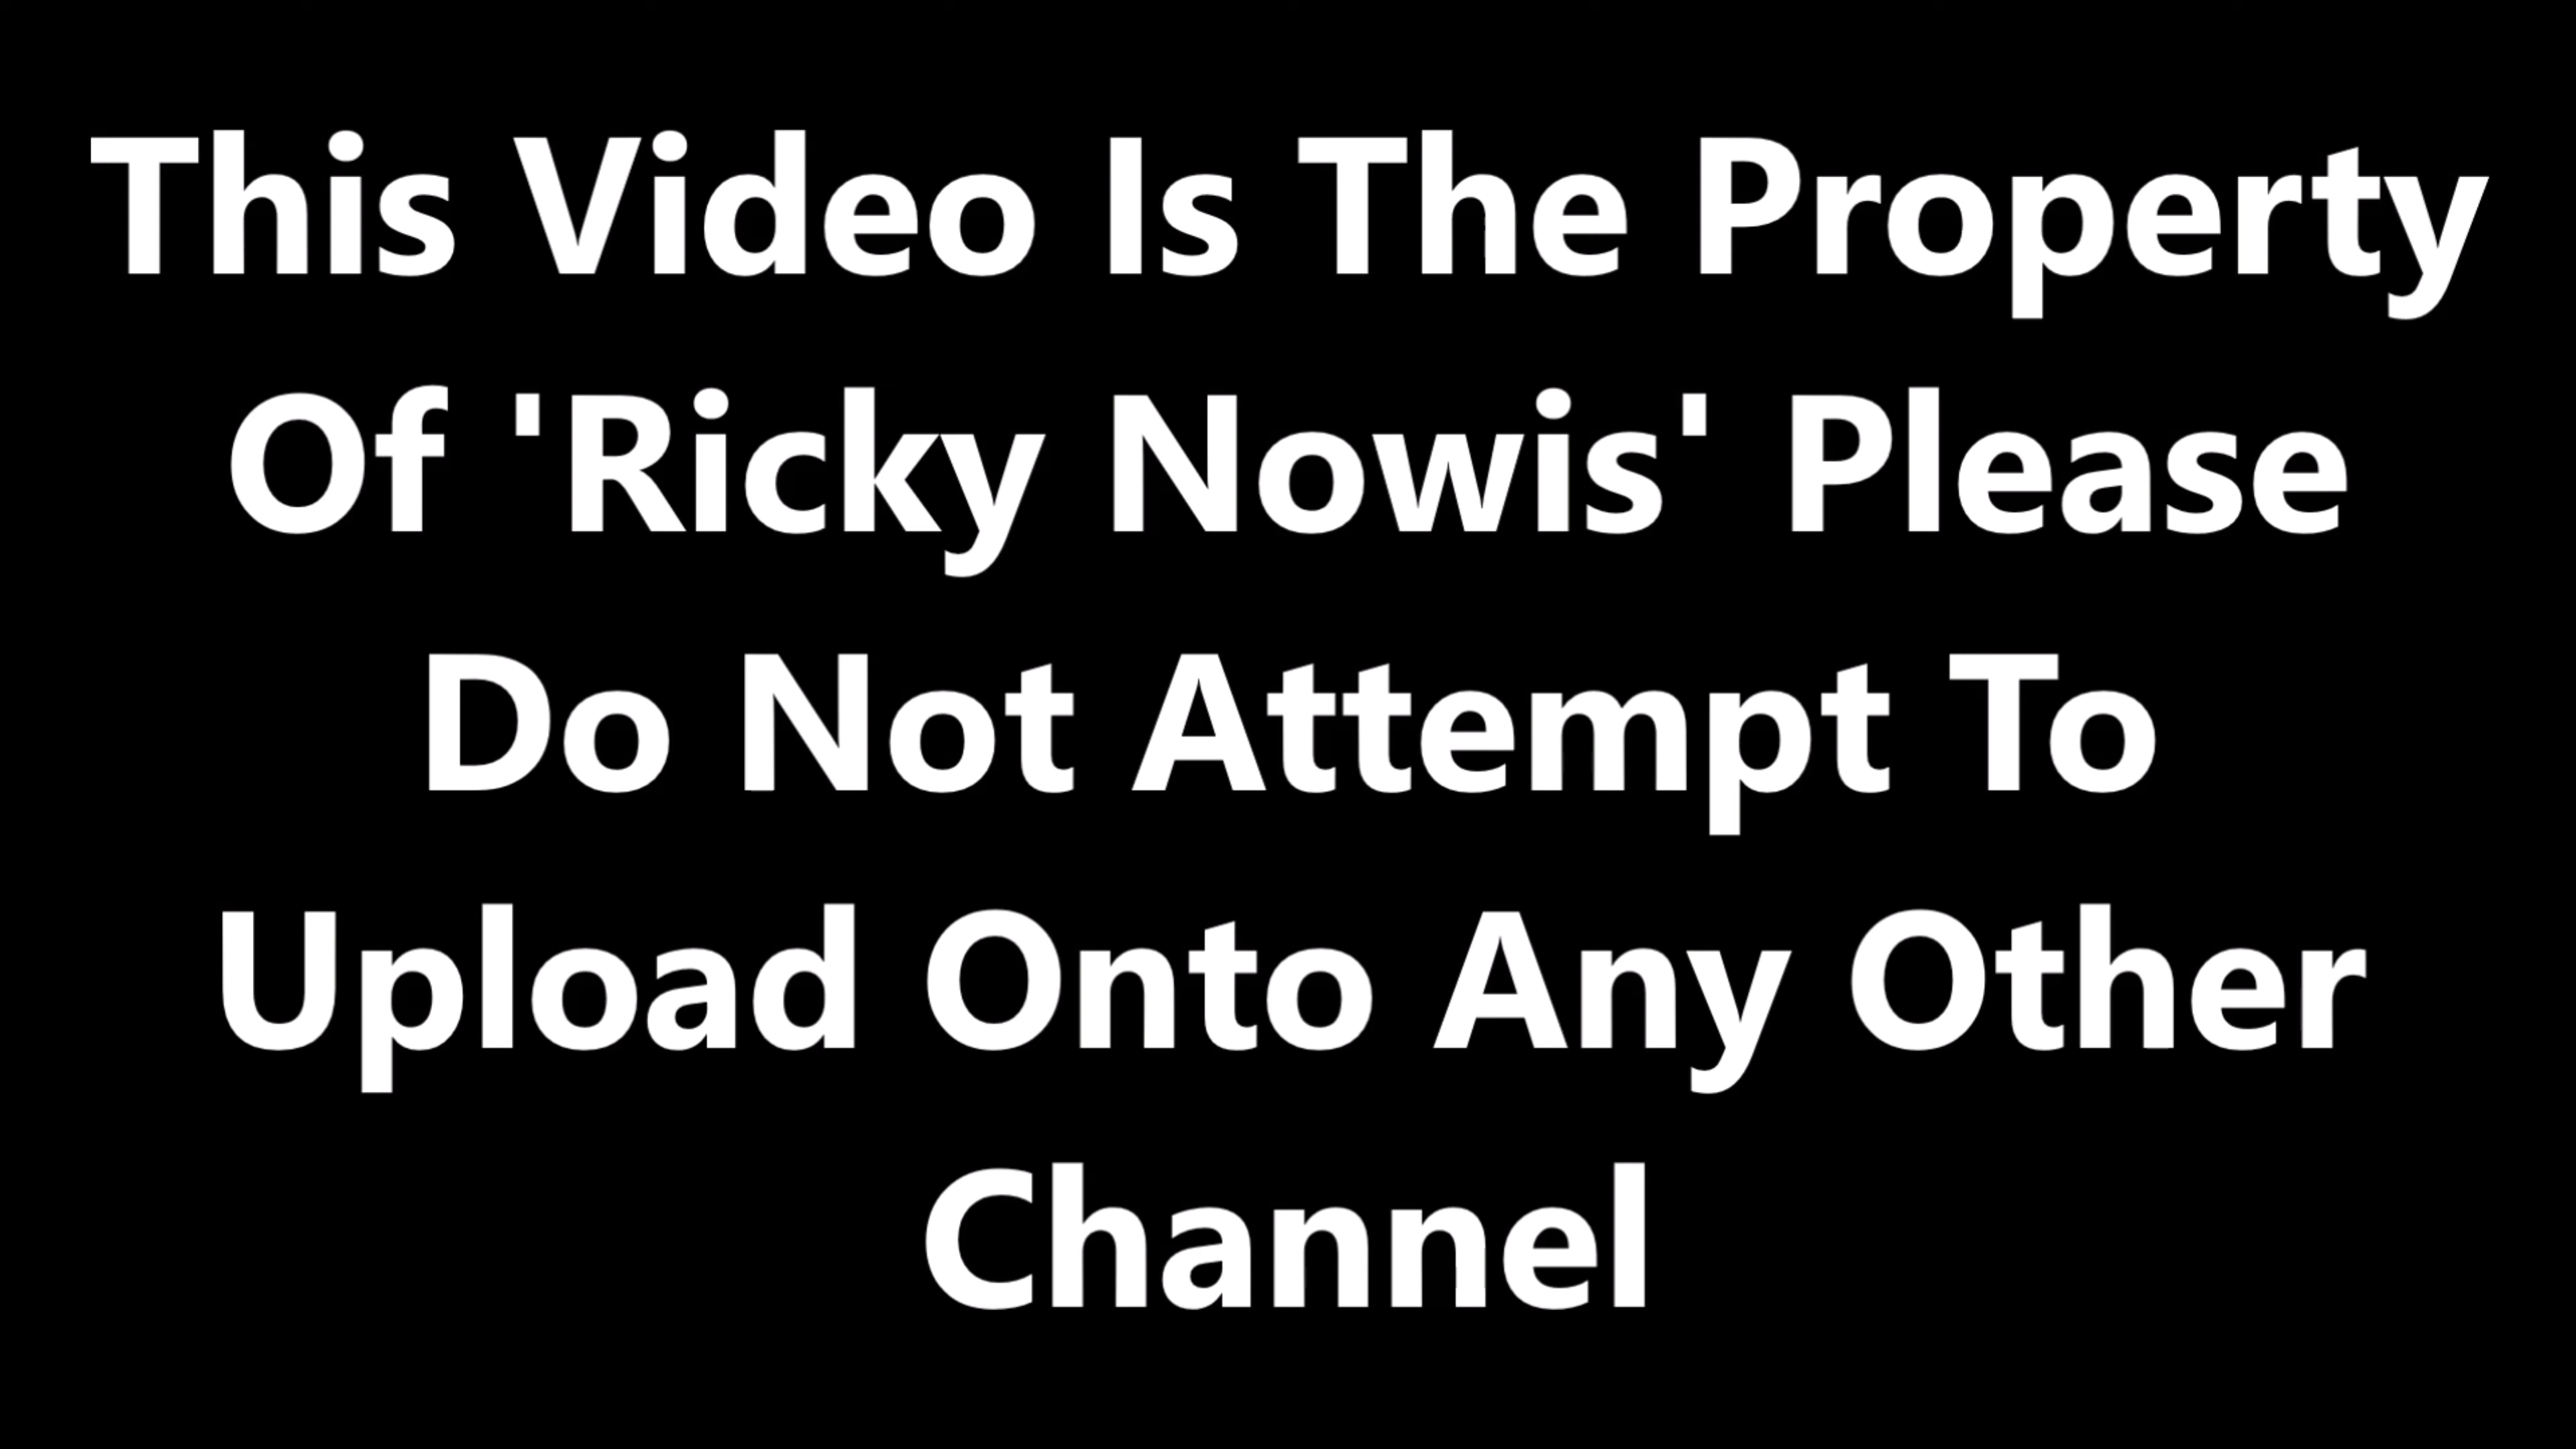 This Video Is The Property
Of 'Ricky Nowis' Please
Do Not Attempt To
Upload Onto Any Other
Channel